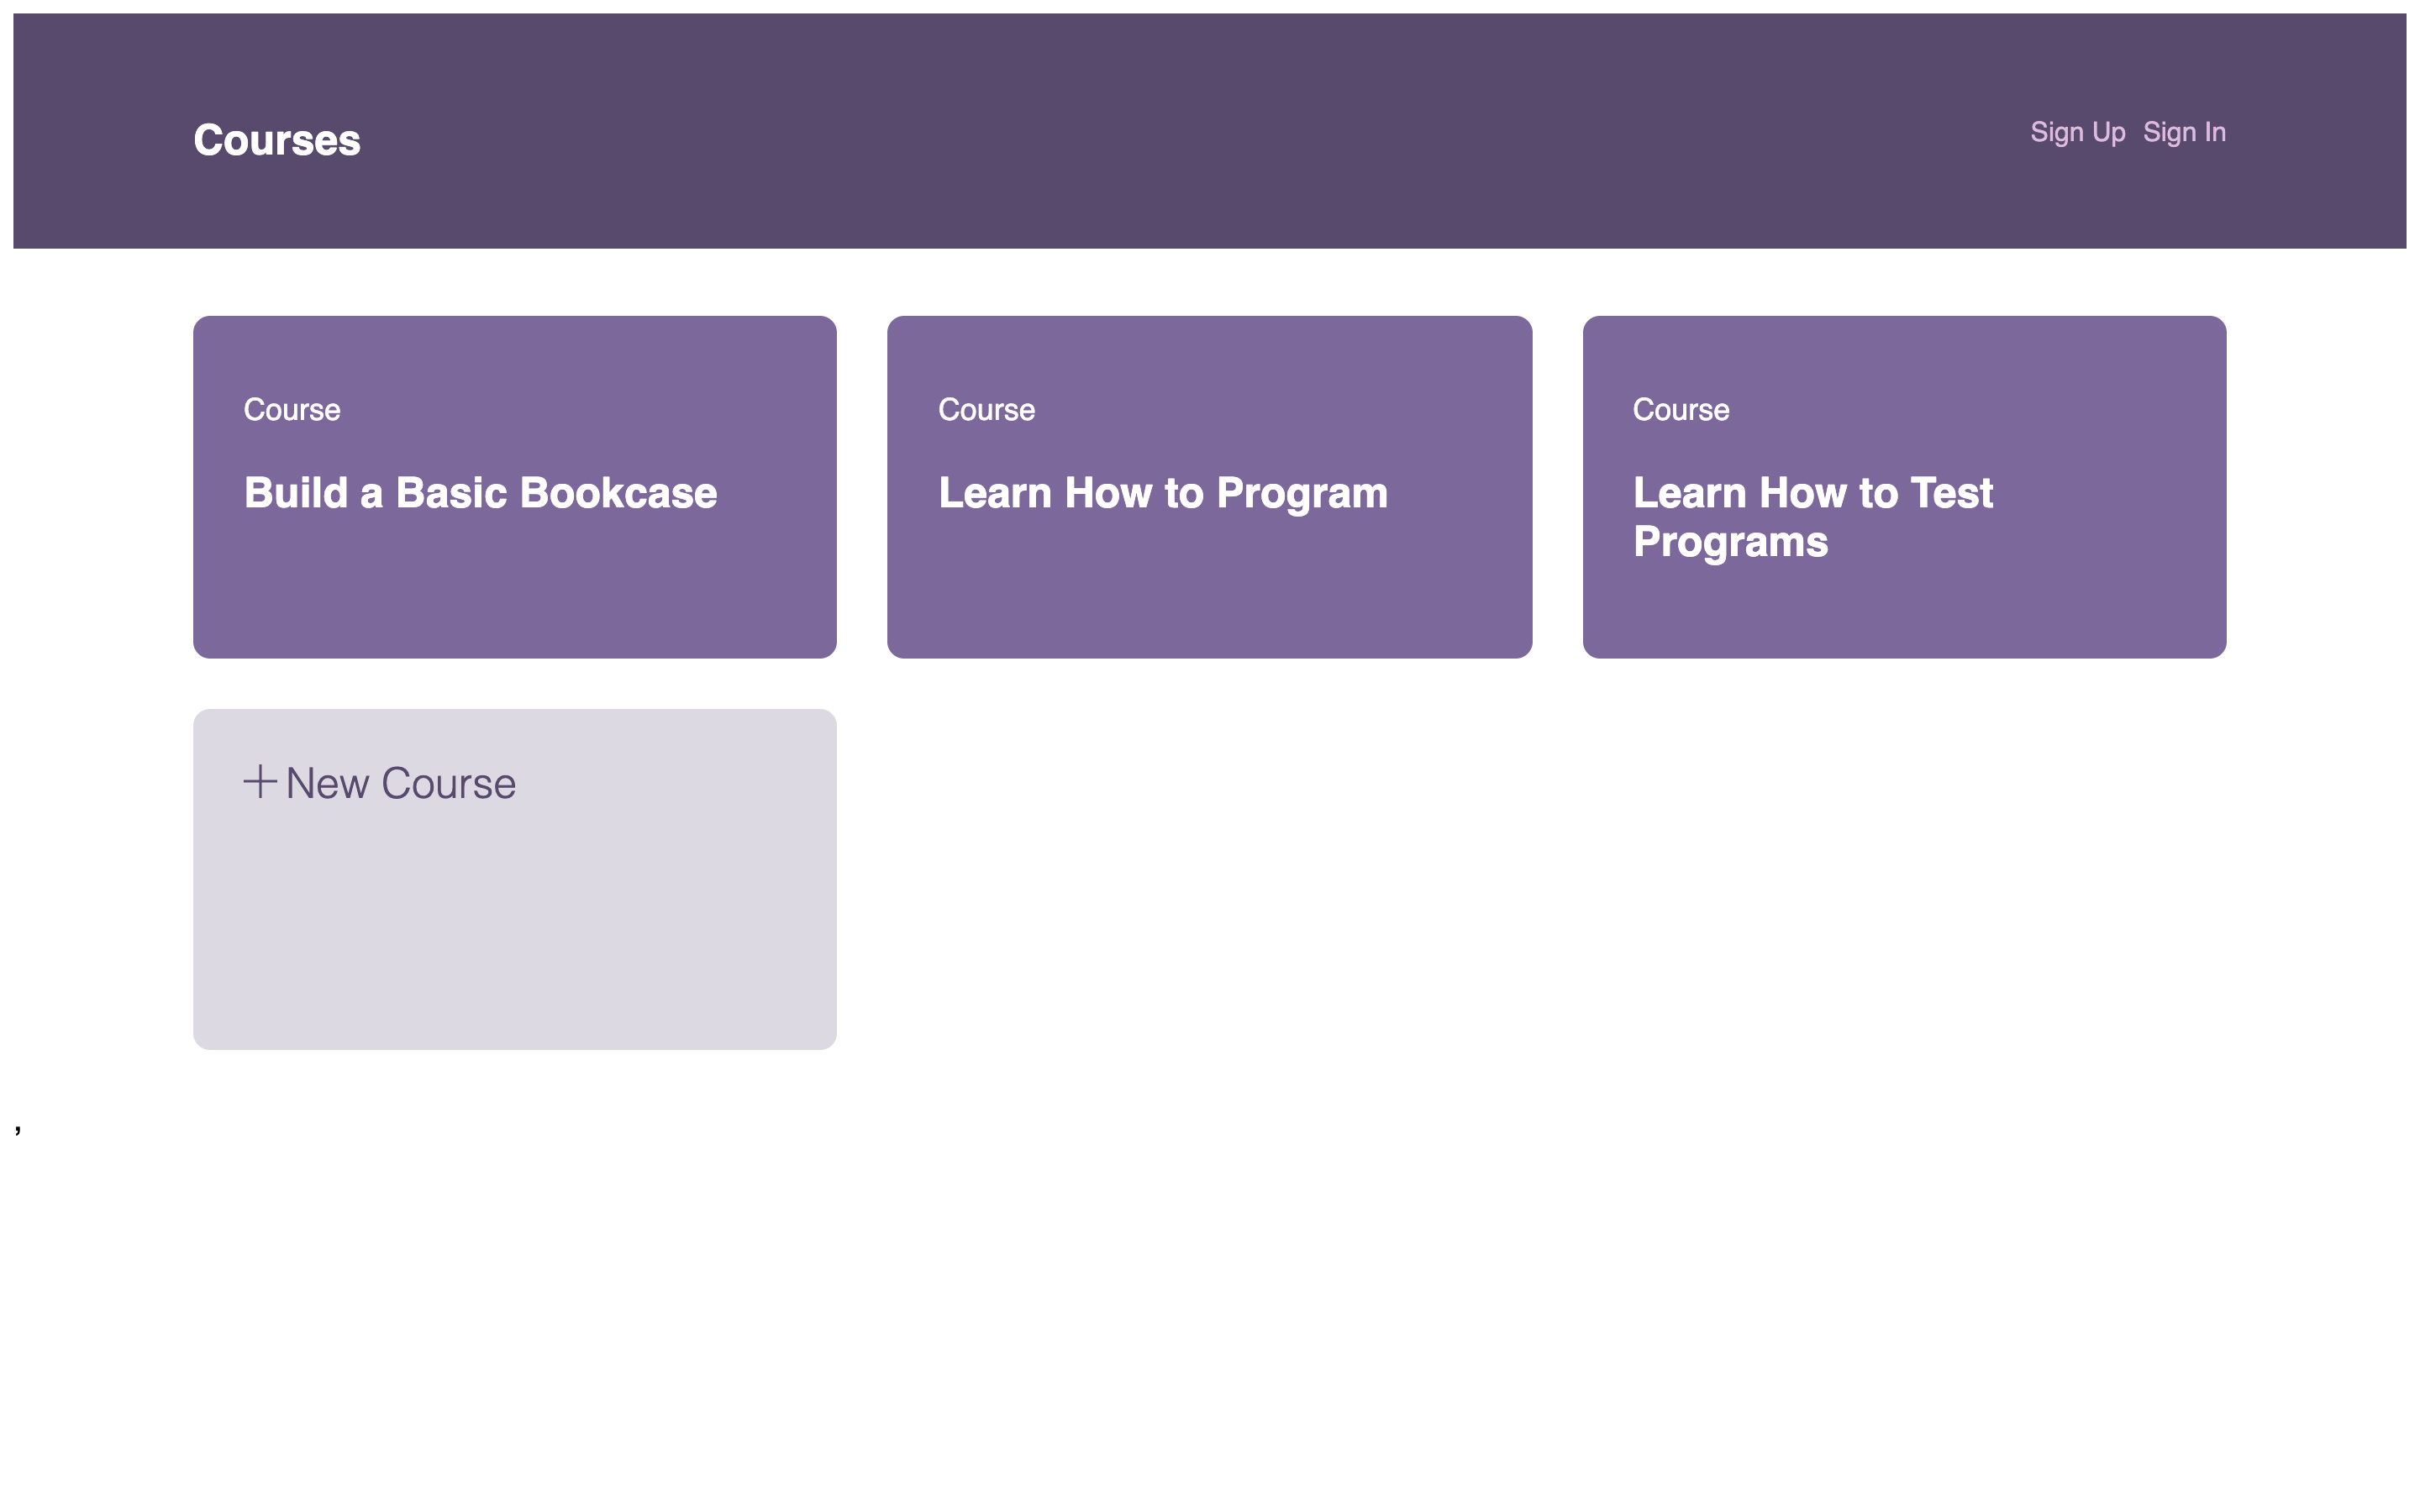 Courses
Sign Up Sign In
Course
Build a Basic Bookcase
Course
Learn How to Program
Course
Learn How to Test
Programs
+ New Course
,